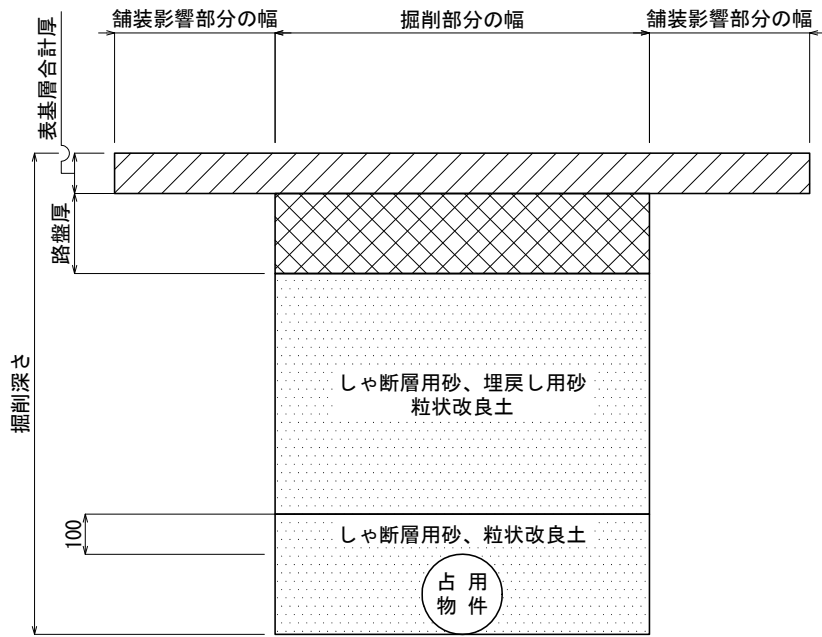 舗装影響部分の幅
掘削部分の幅
舗装影響部分の幅
表基層合計厚
路盤厚
掘削深さ
しゃ断層用砂、埋戻し用砂
粒状改良土
100
しゃ断層用砂、粒状改良土
占用
物件